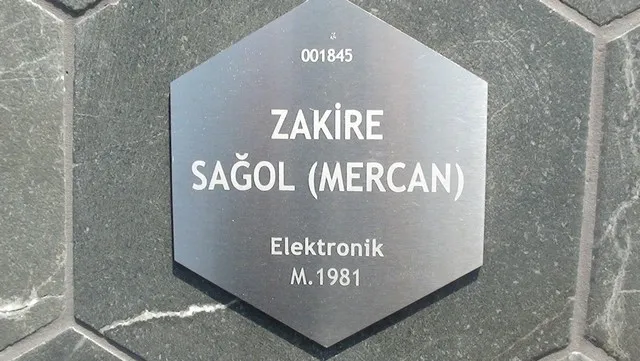 001845
ZAKİRE
SAĞOL (MERCAN)
Elektronik
M.1981